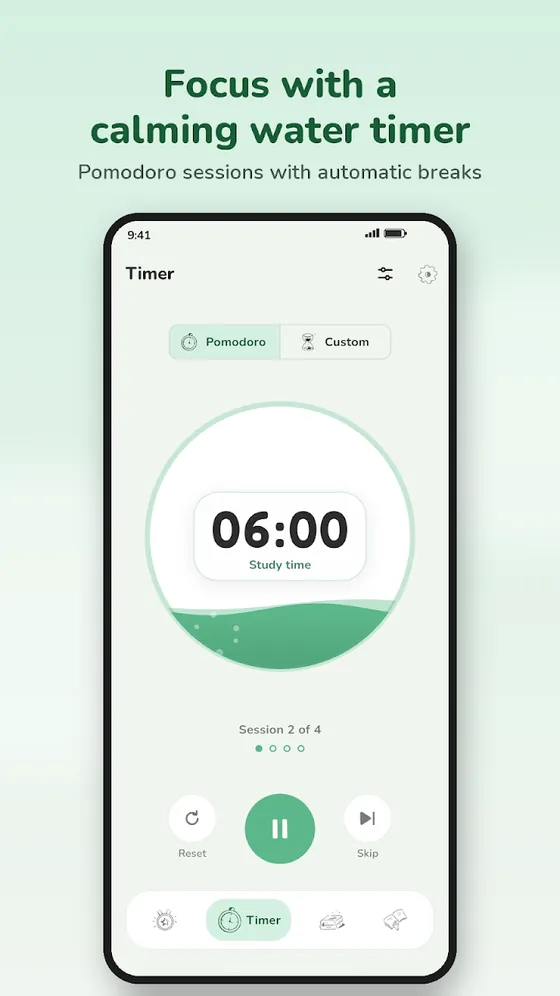 Focus with a
calming water timer
Pomodoro sessions with automatic breaks
9:41
Timer
Pomodoro
Custom
06:00
Study time
Session 2 of 4
Reset
Skip
Timer